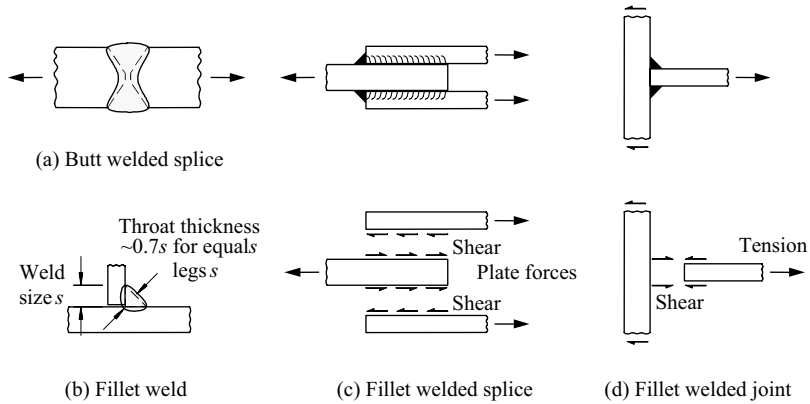 (a) Butt welded splice
Throat thickness
~0.7s for equals
legs s
Weld
size s
(b) Fillet weld
Shear
Plate forces
Shear
(c) Fillet welded splice
Tension
Shear
(d) Fillet welded joint